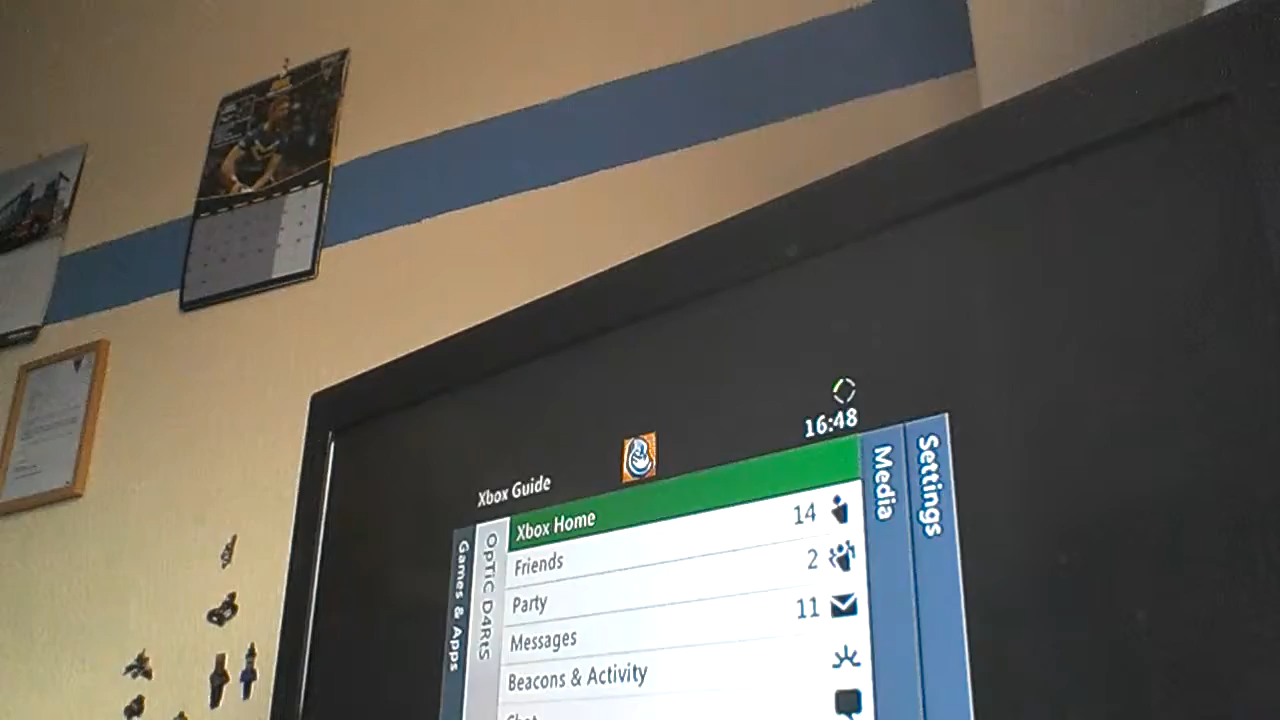 16:48
Xbox Guide
Settings
Media
Games & Apps
OpTiC D4RtS
Xbox Home
Friends 14
Party 2
Messages 11
Beacons & Activity
Chat